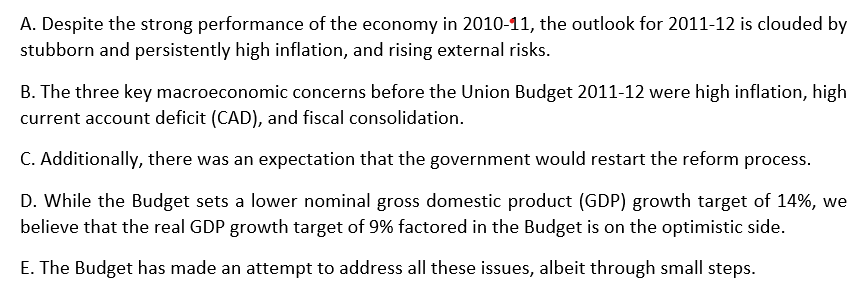 A. Despite the strong performance of the economy in 2010-11, the outlook for 2011-12 is clouded by
stubborn and persistently high inflation, and rising external risks.
B. The three key macroeconomic concerns before the Union Budget 2011-12 were high inflation, high
current account deficit (CAD), and fiscal consolidation.
C. Additionally, there was an expectation that the government would restart the reform process.
D. While the Budget sets a lower nominal gross domestic product (GDP) growth target of 14%, we
believe that the real GDP growth target of 9% factored in the Budget is on the optimistic side.
E. The Budget has made an attempt to address all these issues, albeit through small steps.